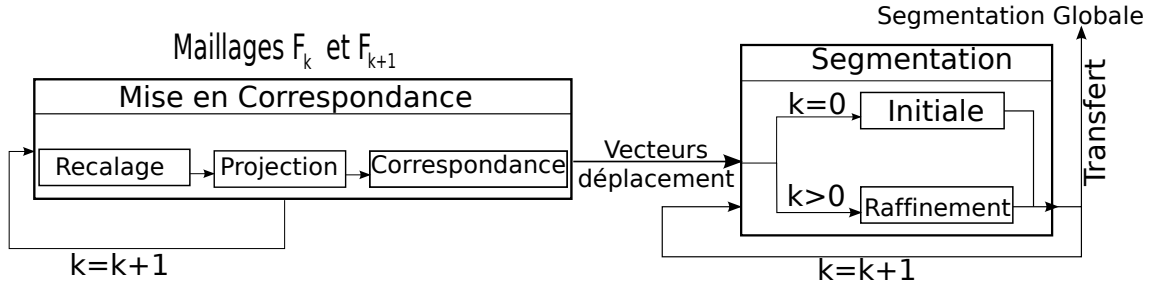 Maillages F_k et F_{k+1}
Mise en Correspondance
Recalage
Projection
Correspondance
k=k+1
Vecteurs
déplacement
Segmentation
k=0
Initiale
k>0
Raffinement
k=k+1
Transfert
Segmentation Globale